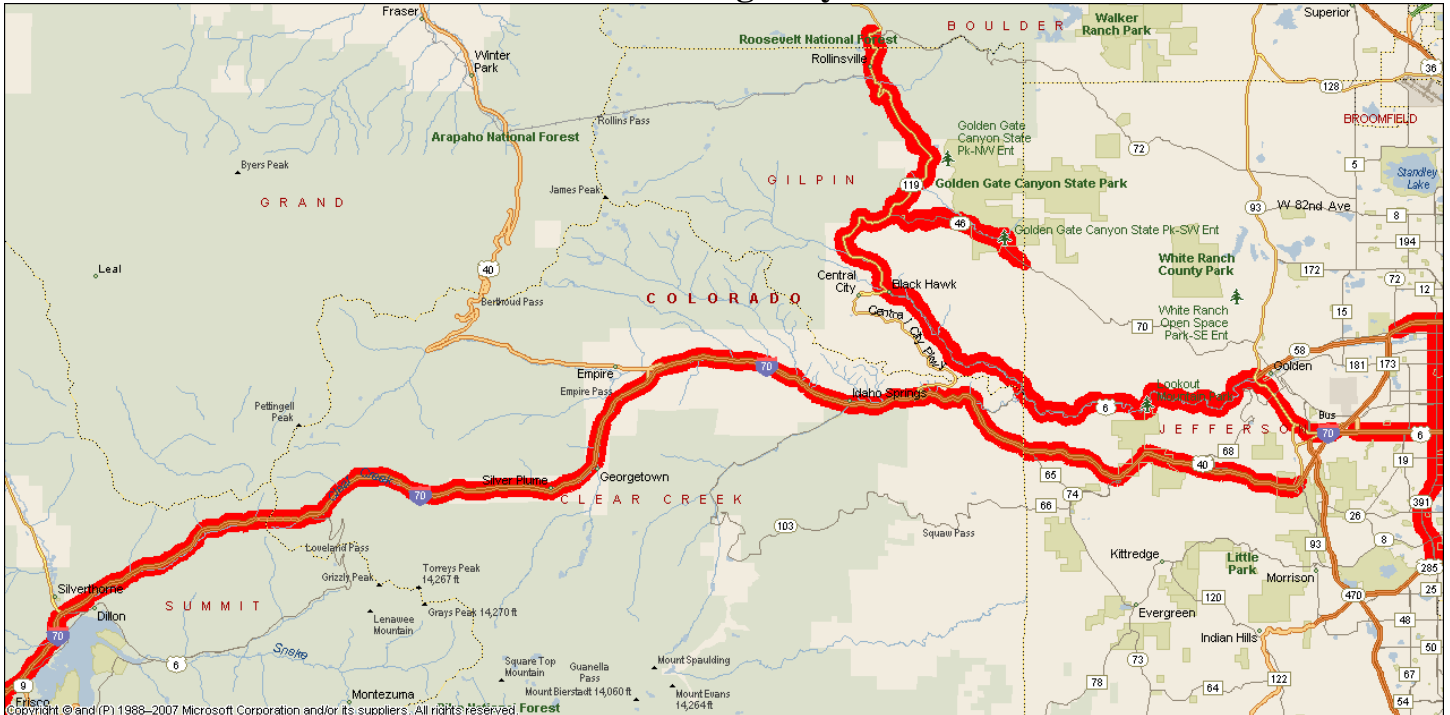 Fraser
BOULDER
Walker
Ranch Park
Superior
Roosevelt National Forest
Rollinsville
Winter
Park
36
128
BROOMFIELD
Rollins Pass
Arapaho National Forest
Golden Gate
Canyon State
Pk-NW Ent
72
Byers Peak
5
Standley
Lake
GILPIN
119
Golden Gate Canyon State Park
James Peak
GRAND
93
W 82nd Ave
8
46
Golden Gate Canyon State Pk-SW Ent
194
White Ranch
County Park
Leal
40
172
72
Central
City
Black Hawk
12
Berthoud Pass
COLORADO
White Ranch
Open Space
Park-SE Ent
15
Central City Pkwy
70
58
Golden
181
173
Empire
70
Empire Pass
Idaho Springs
Lookout
Mountain Park
6
Pettingell
Peak
Bus
JEFFERSON
70
6
68
19
40
Georgetown
65
Silver Plume
70
CLEAR CREEK
74
66
391
26
103
Squaw Pass
8
93
Loveland Pass
Kittredge
Little
Park
285
Grizzly Peak
Torreys Peak
14,267 ft
Morrison
25
Silverthorne
Dillon
SUMMIT
Grays Peak 14,270 ft
470
120
Evergreen
48
Lenawee
Mountain
70
Indian Hills
Snake
50
6
Square Top
Mountain
Guanella
Pass
Mount Spaulding
73
67
9
Mount Bierstadt 14,060 ft
Mount Evans
14,264 ft
78
64
122
54
Frisco
Montezuma
Pike National Forest
Copyright © and (P) 1988–2007 Microsoft Corporation and/or its suppliers. All rights reserved.